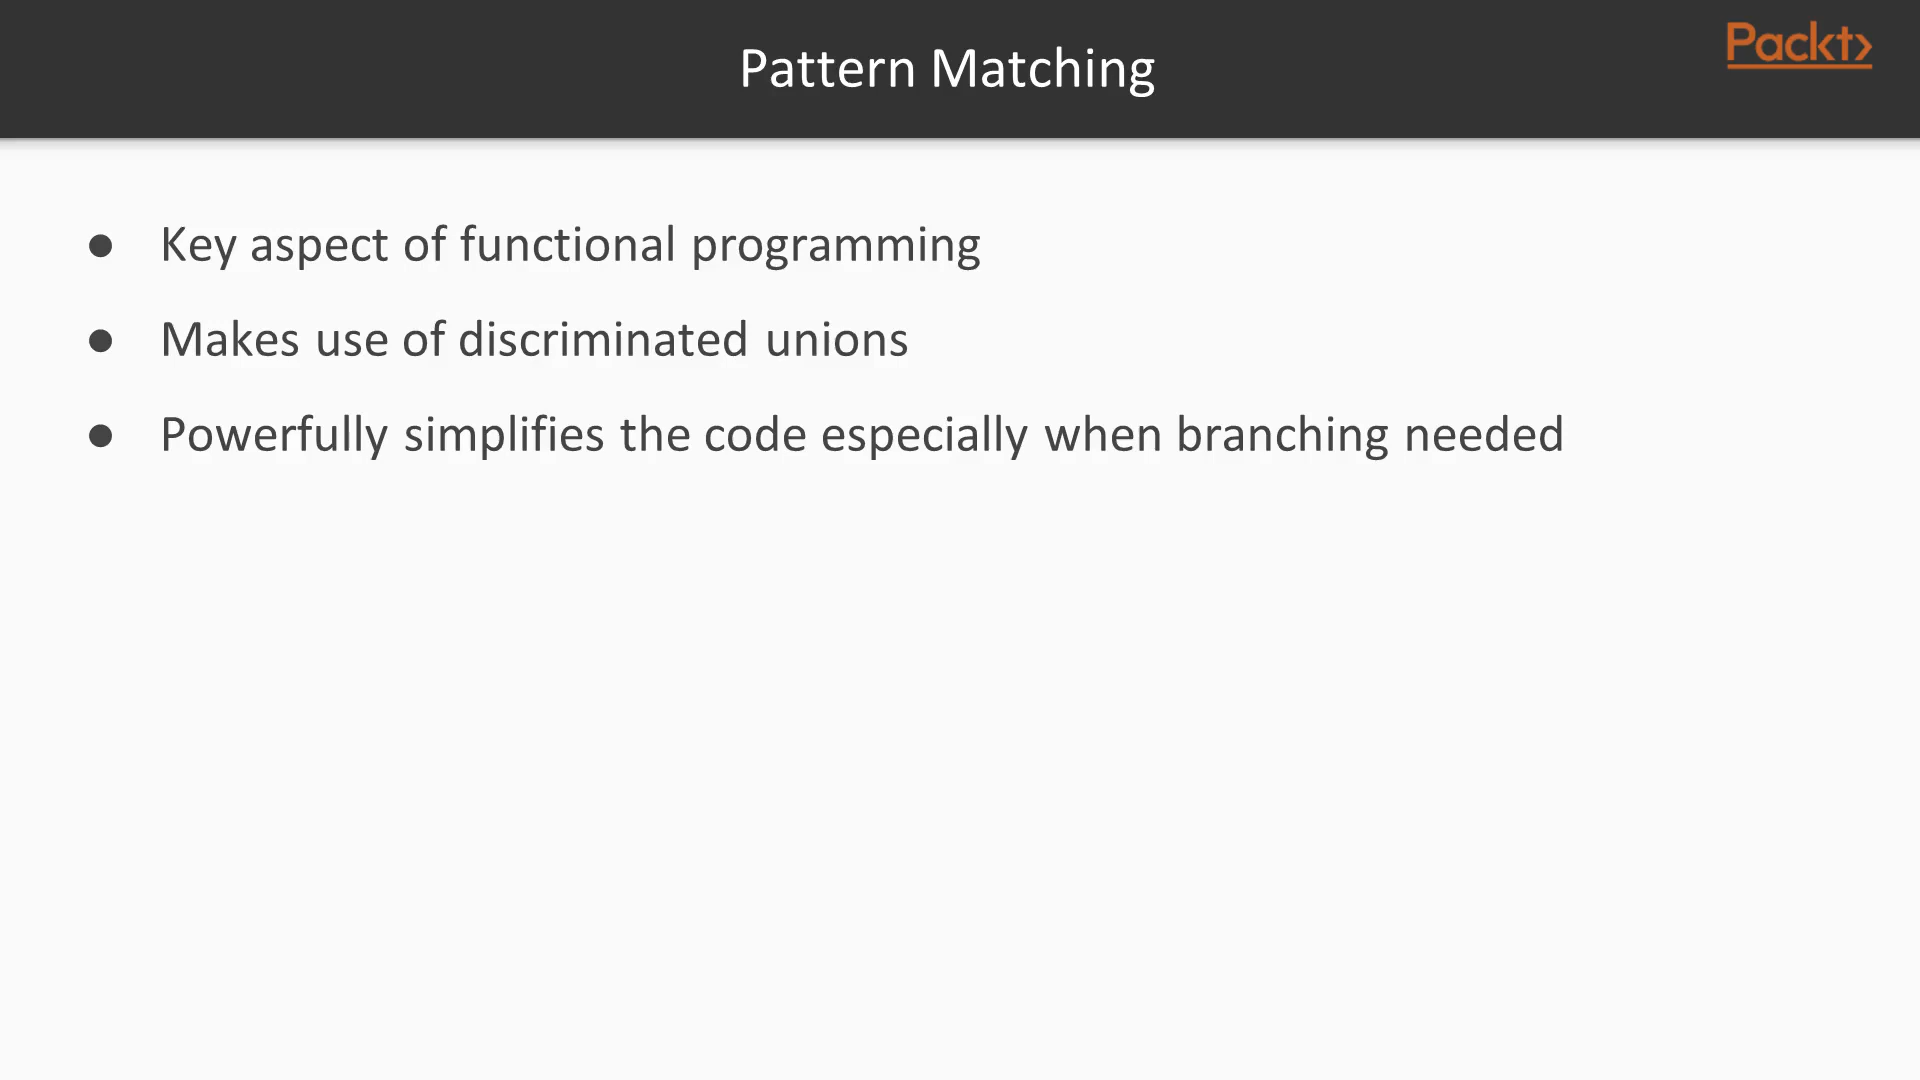 Pattern Matching
Packt>
● Key aspect of functional programming
● Makes use of discriminated unions
● Powerfully simplifies the code especially when branching needed